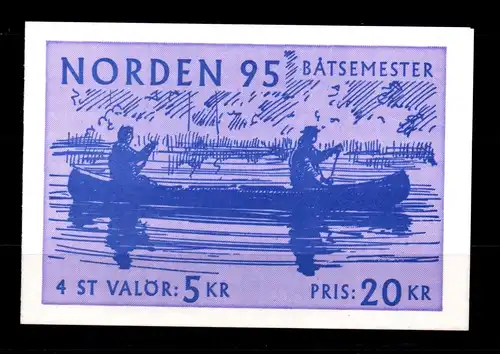 NORDEN 95 BÅTSEMESTER
4 ST VALÖR: 5 KR PRIS: 20 KR